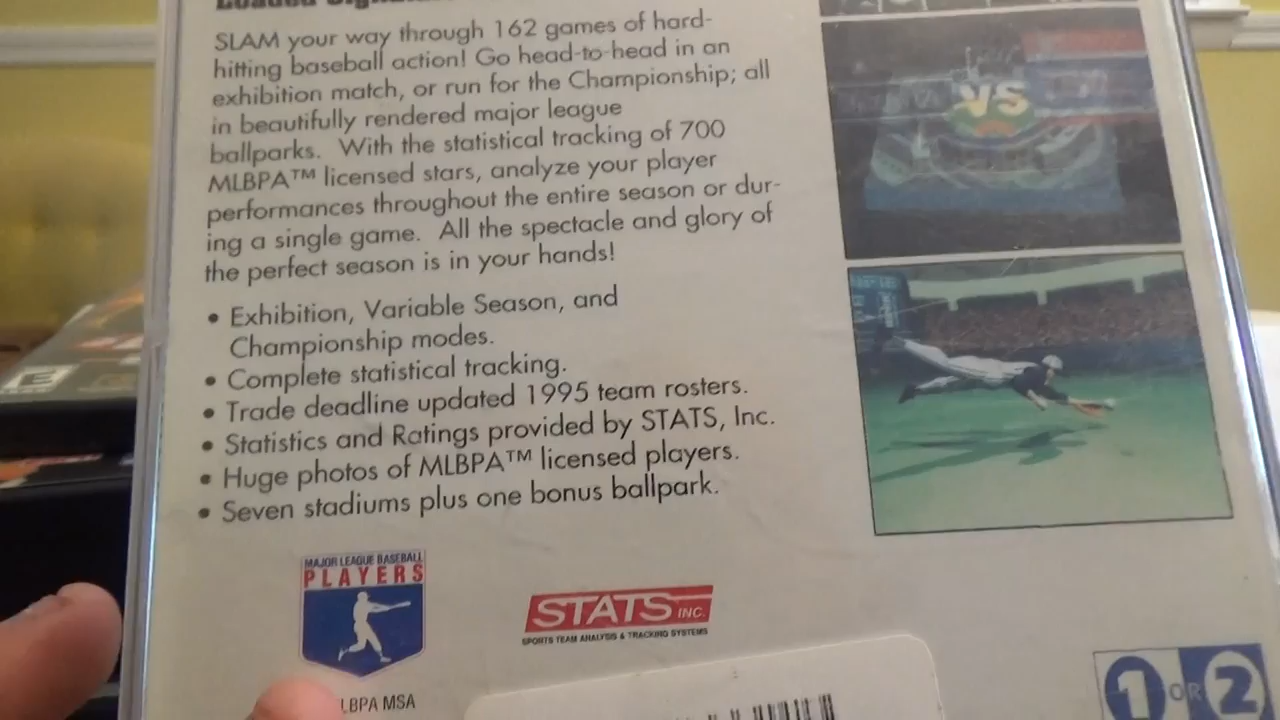 SLAM your way through 162 games of hard-
hitting baseball action! Go head-to-head in an
exhibition match, or run for the Championship; all
in beautifully rendered major league
ballparks. With the statistical tracking of 700
MLBPA™ licensed stars, analyze your player
performances throughout the entire season or dur-
ing a single game. All the spectacle and glory of
the perfect season is in your hands!
• Exhibition, Variable Season, and
Championship modes.
• Complete statistical tracking.
• Trade deadline updated 1995 team rosters.
• Statistics and Ratings provided by STATS, Inc.
• Huge photos of MLBPA™ licensed players.
• Seven stadiums plus one bonus ballpark.
VS
E
MAJOR LEAGUE BASEBALL
PLAYERS
LBPA MSA
STATS INC.
SPORTS TEAM ANALYSIS & TRACKING SYSTEMS
1 OR 2